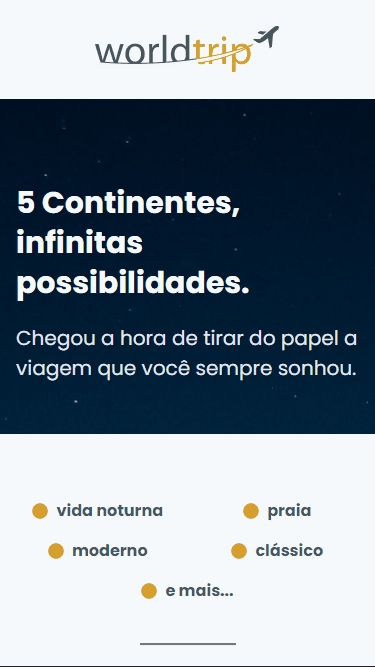 worldtrip
5 Continentes,
infinitas
possibilidades.
Chegou a hora de tirar do papel a
viagem que você sempre sonhou.
vida noturna
praia
moderno
clássico
e mais...